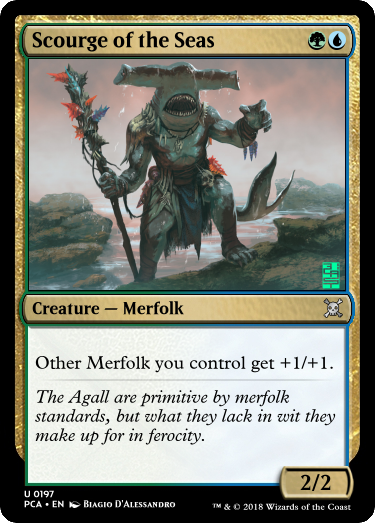 Scourge of the Seas
Creature — Merfolk
Other Merfolk you control get +1/+1.
The Agall are primitive by merfolk
standards, but what they lack in wit they
make up for in ferocity.
2/2
U 0197
PCA • EN Biagio D'Alessandro
™ & © 2018 Wizards of the Coast